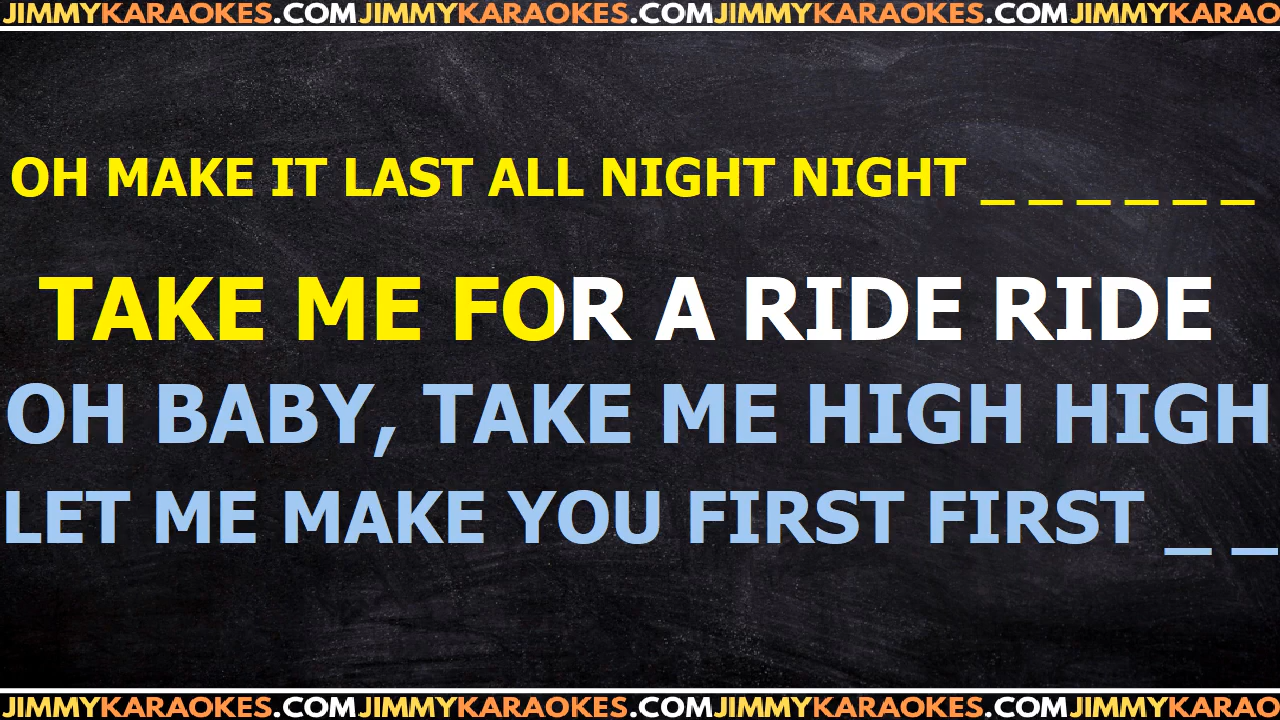 JIMMYKARAOKES.COMJIMMYKARAOKES.COMJIMMYKARAOKES.COMJIMMYKARAO
OH MAKE IT LAST ALL NIGHT NIGHT _ _ _ _ _ _
TAKE ME FOR A RIDE RIDE
OH BABY, TAKE ME HIGH HIGH
LET ME MAKE YOU FIRST FIRST _ _
JIMMYKARAOKES.COMJIMMYKARAOKES.COMJIMMYKARAOKES.COMJIMMYKARAO